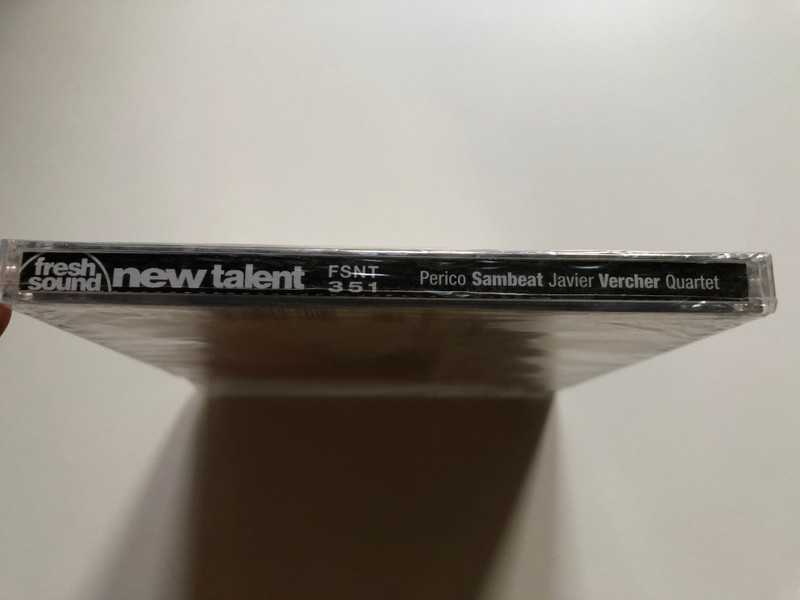 fresh
sound
new talent
FSNT
351
Perico Sambeat Javier Vercher Quartet